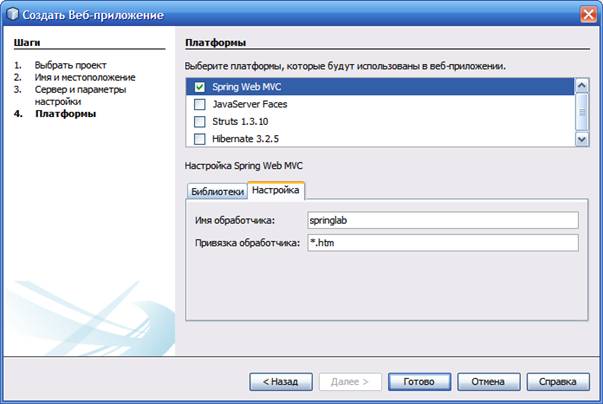 Создать Веб-приложение
Шаги
1. Выбрать проект
2. Имя и местоположение
3. Сервер и параметры
настройки
4. Платформы
Платформы
Выберите платформы, которые будут использованы в веб-приложении.
Spring Web MVC
JavaServer Faces
Struts 1.3.10
Hibernate 3.2.5
Настройка Spring Web MVC
Библиотеки Настройка
Имя обработчика: springlab
Привязка обработчика: *.htm
< Назад Далее > Готово Отмена Справка